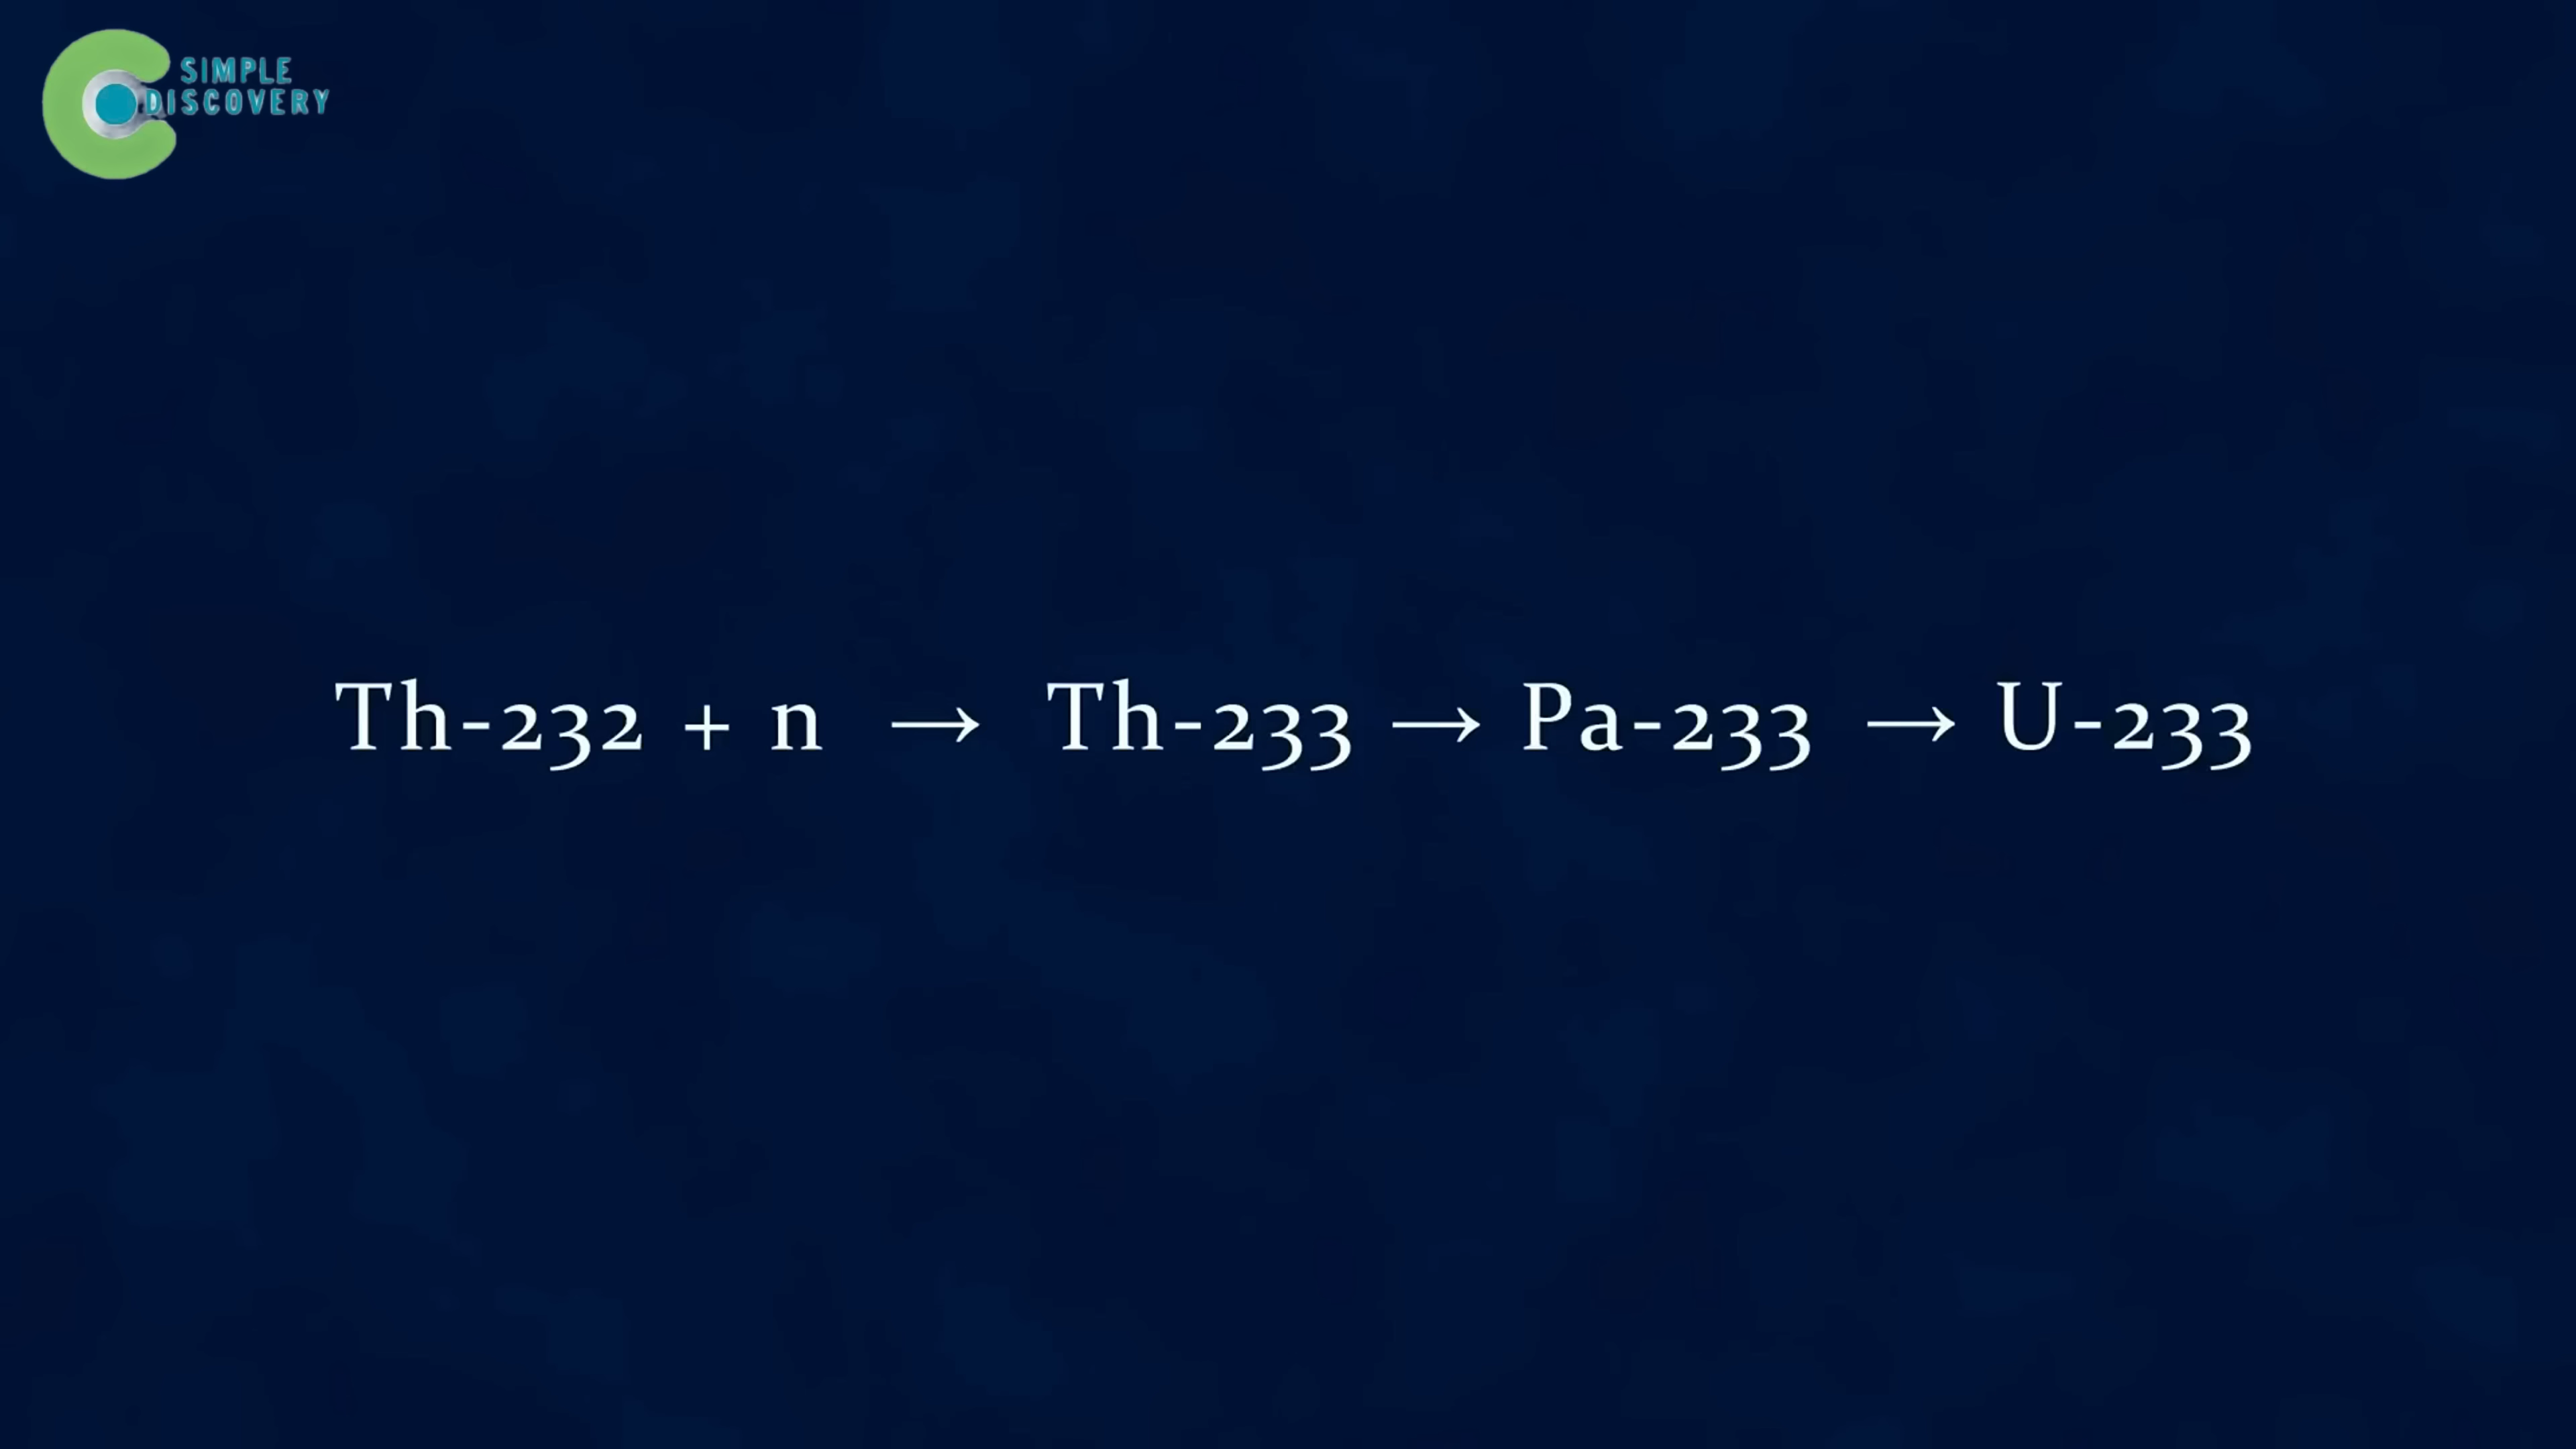 SIMPLE
DISCOVERY
Th-232 + n → Th-233 → Pa-233 → U-233